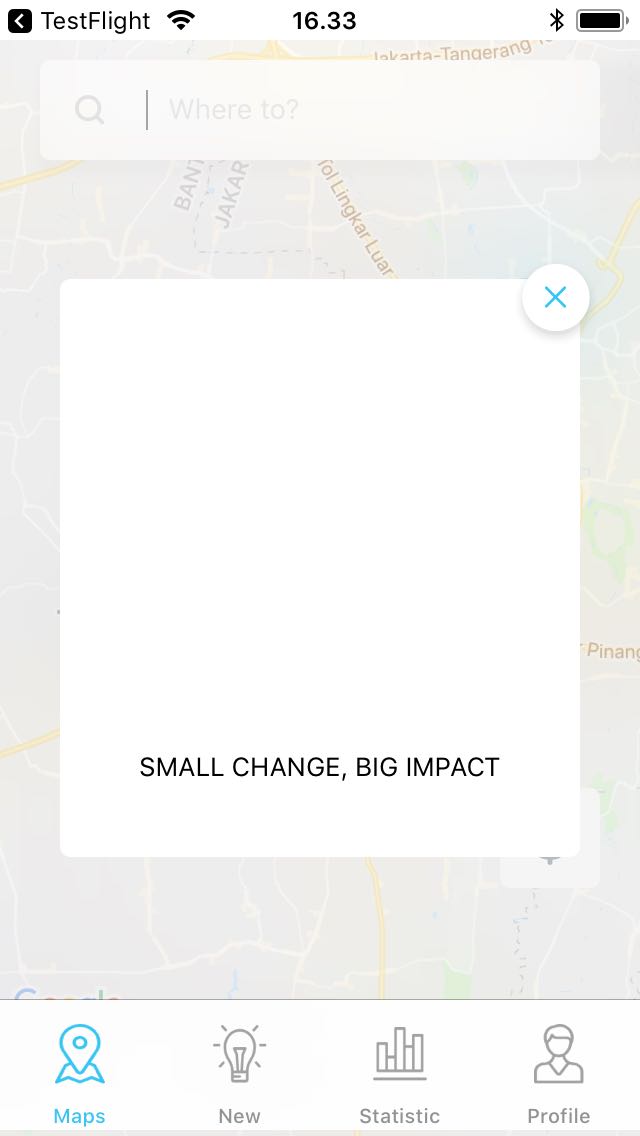 TestFlight
16.33
Jakarta-Tangerang
Where to?
BANT
JAKAR
Tol Lingkar Luar
Pinang
SMALL CHANGE, BIG IMPACT
Google
Maps
New
Statistic
Profile